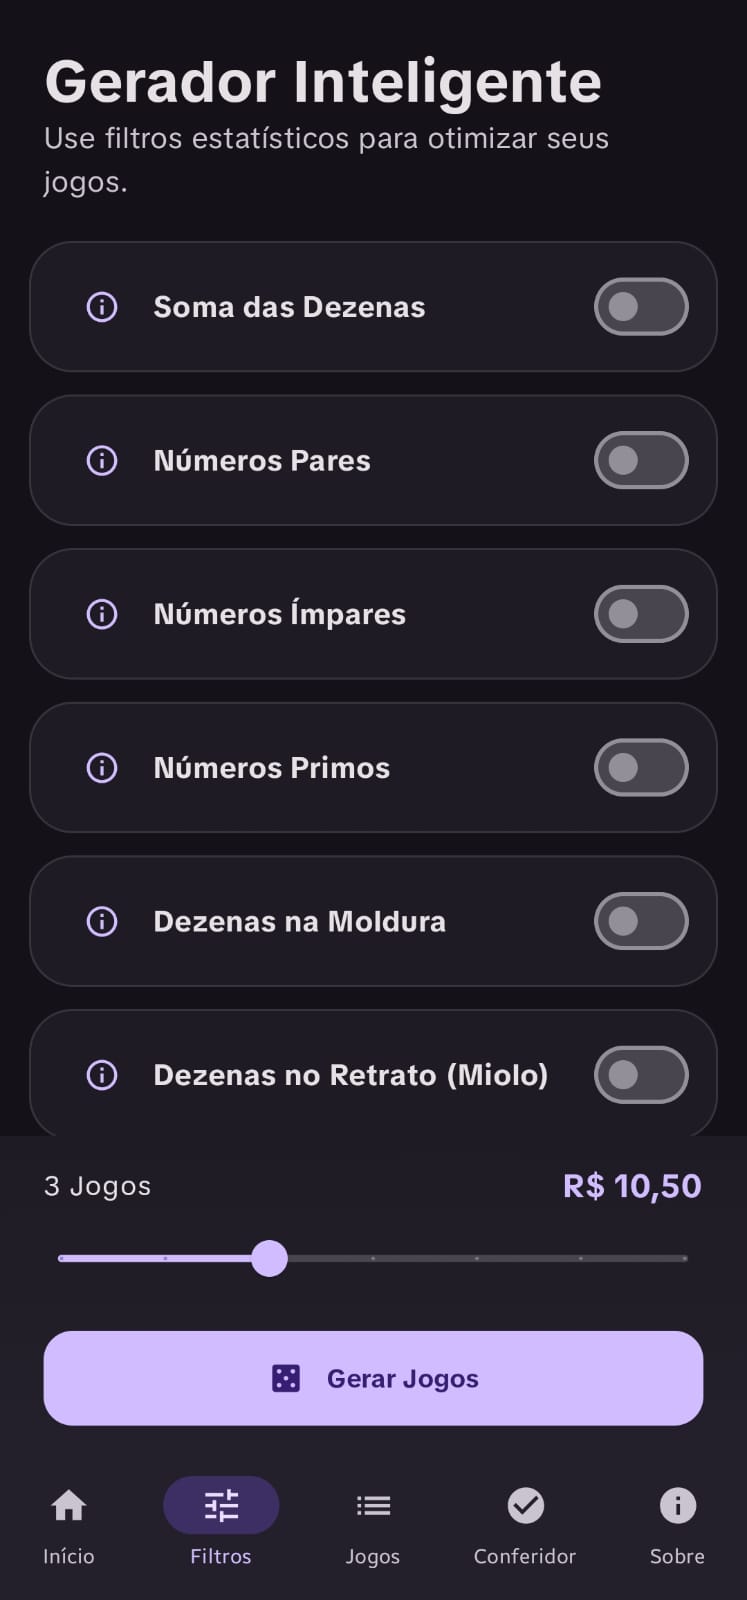 Gerador Inteligente
Use filtros estatísticos para otimizar seus
jogos.
Soma das Dezenas
Números Pares
Números Ímpares
Números Primos
Dezenas na Moldura
Dezenas no Retrato (Miolo)
3 Jogos
R$ 10,50
Gerar Jogos
Início
Filtros
Jogos
Conferidor
Sobre